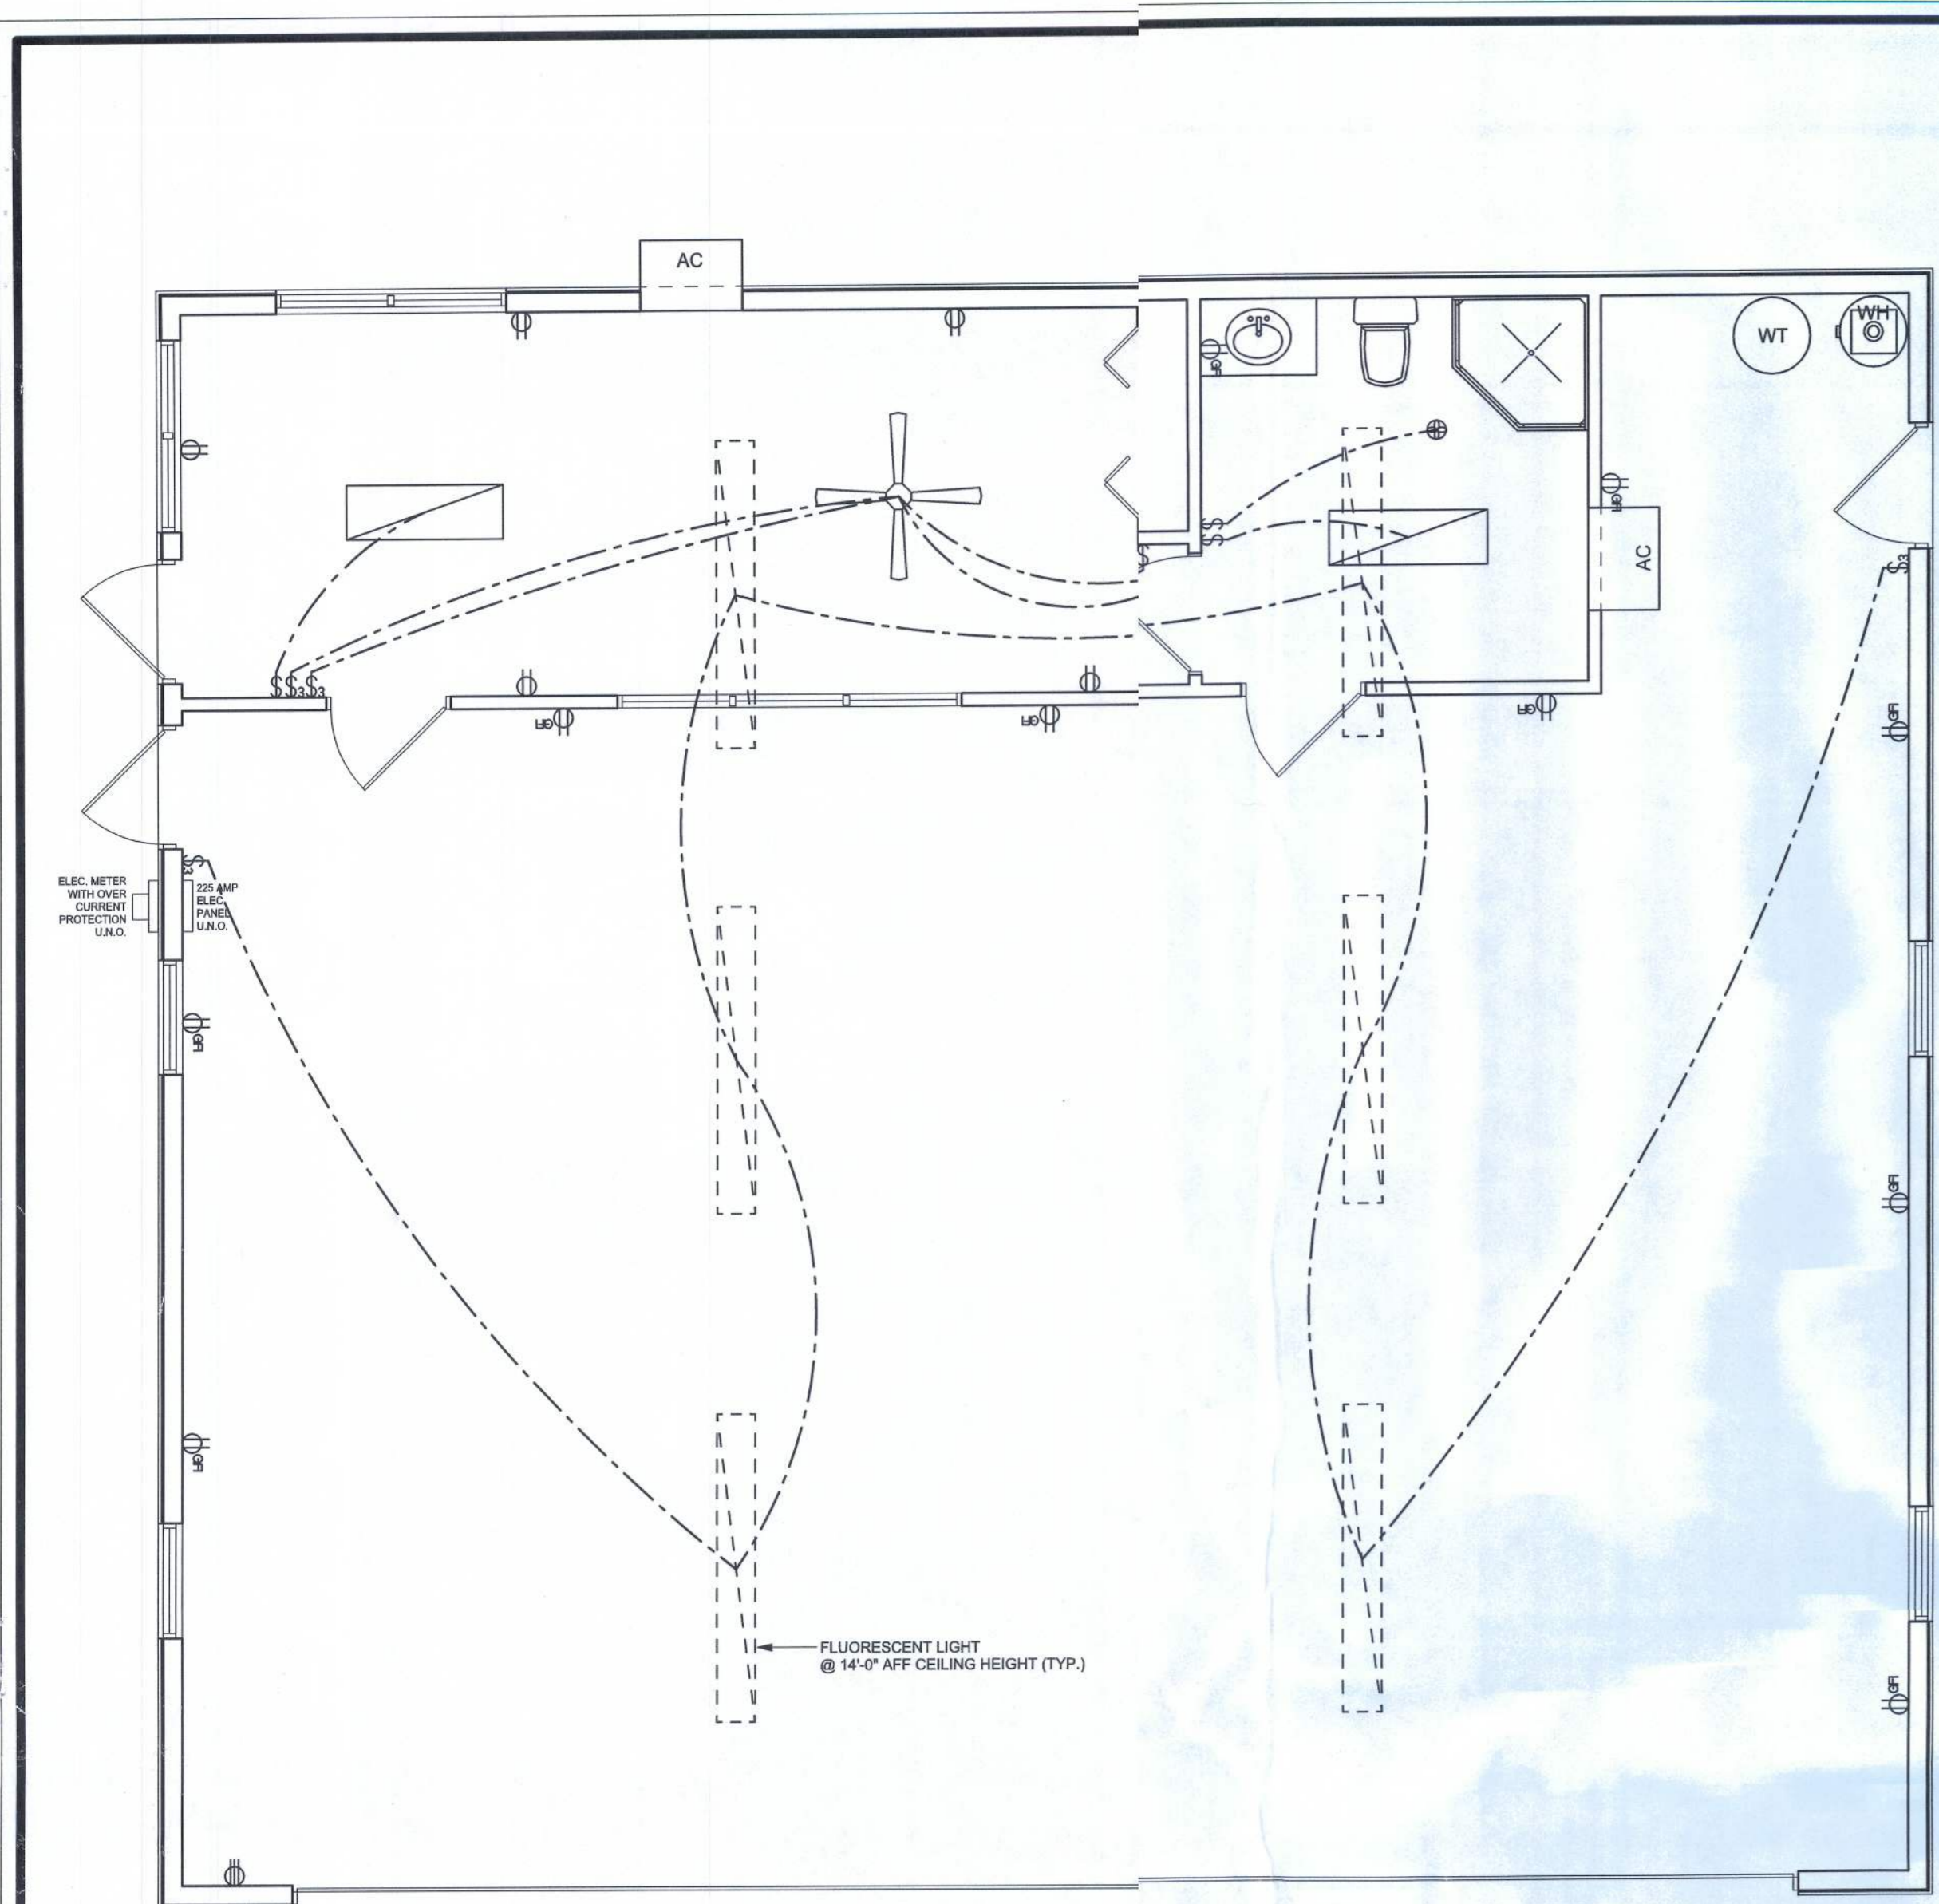 AC
WT
WH
GFI
GFI
AC
$
$
$
$3
$ $3 $3
GFI
GFI
GFI
GFI
$3
ELEC. METER
WITH OVER
CURRENT
PROTECTION
U.N.O.
225 AMP
ELEC.
PANEL
U.N.O.
GFI
GFI
GFI
FLUORESCENT LIGHT
@ 14'-0" AFF CEILING HEIGHT (TYP.)
GFI